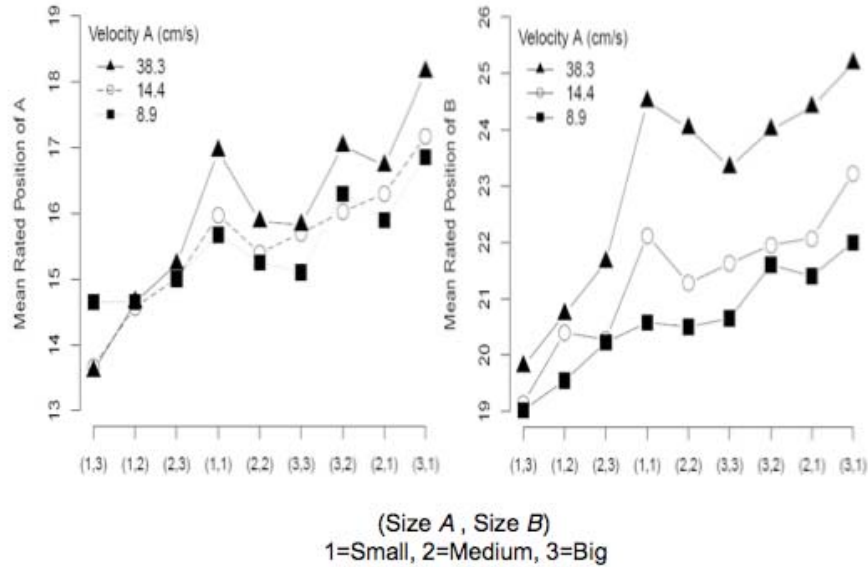 Velocity A (cm/s)
38.3
14.4
8.9
Mean Rated Position of A
19
18
17
16
15
14
13
(1,3) (1,2) (2,3) (1,1) (2,2) (3,3) (3,2) (2,1) (3,1)
Velocity A (cm/s)
38.3
14.4
8.9
Mean Rated Position of B
26
25
24
23
22
21
20
19
(1,3) (1,2) (2,3) (1,1) (2,2) (3,3) (3,2) (2,1) (3,1)
(Size A , Size B)
1=Small, 2=Medium, 3=Big